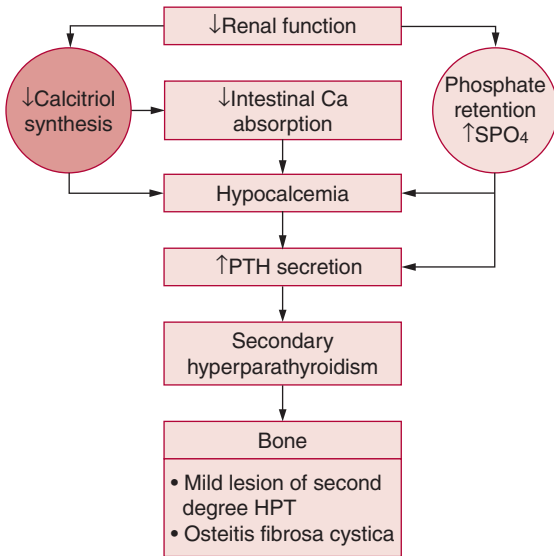 ↓Renal function
↓Calcitriol
synthesis
↓Intestinal Ca
absorption
Phosphate
retention
↑SPO4
Hypocalcemia
↑PTH secretion
Secondary
hyperparathyroidism
Bone
• Mild lesion of second
degree HPT
• Osteitis fibrosa cystica